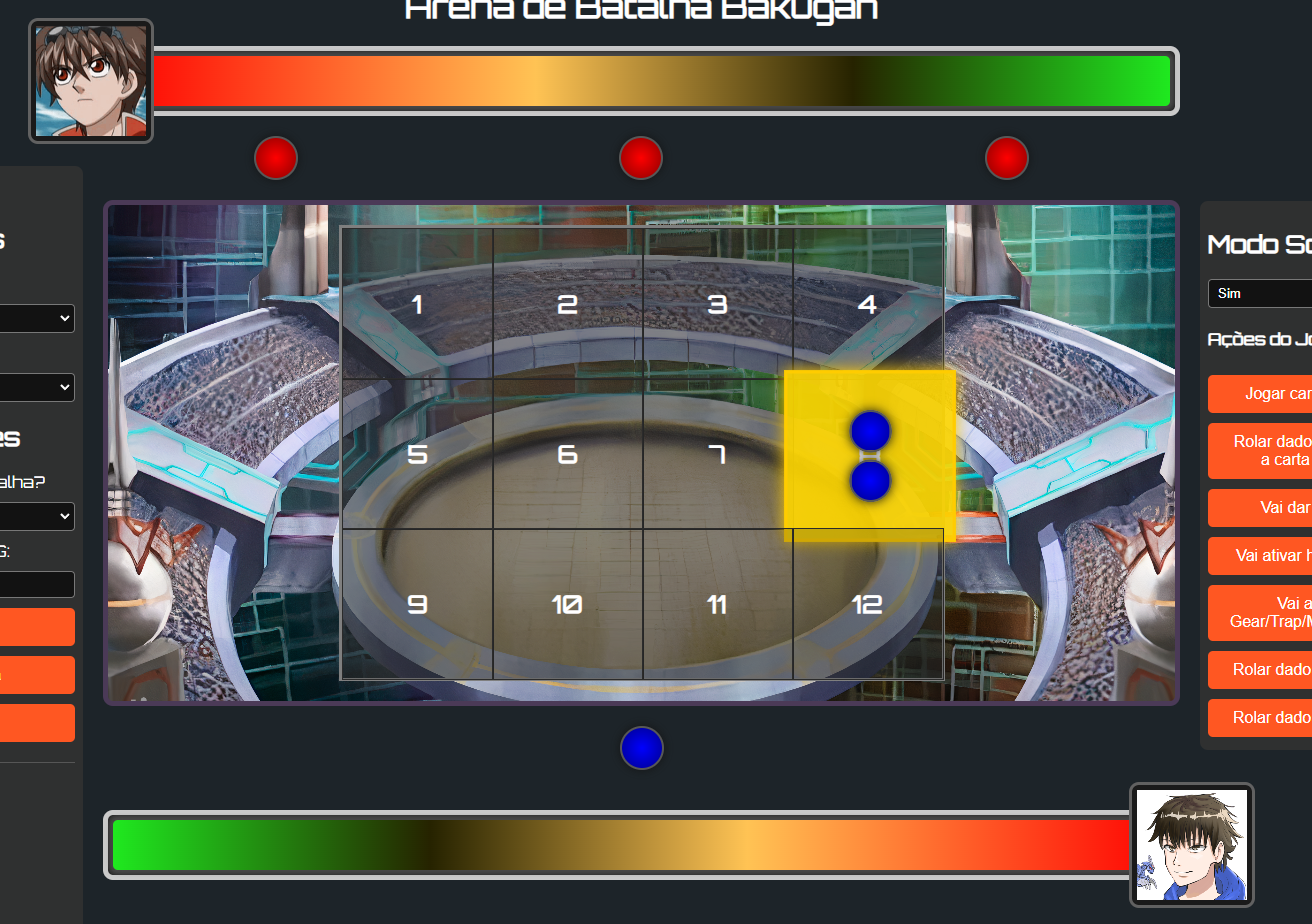 Arena de Batalha Bakugan
s
es
alha?
G:
1
2
3
4
5
6
7
9
10
11
12
Modo So
Sim
Ações do Jo
Jogar car
Rolar dado
a carta
Vai dar
Vai ativar h
Vai a
Gear/Trap/M
Rolar dado
Rolar dado